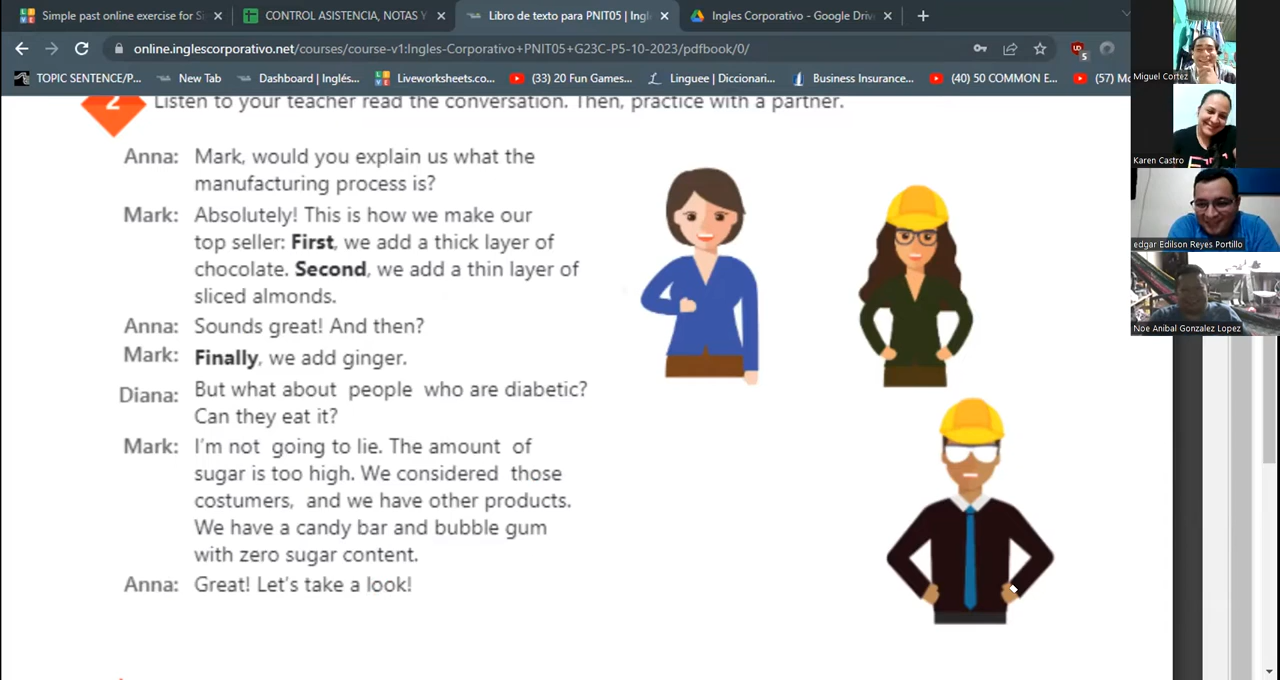 Simple past online exercise for S
CONTROL ASISTENCIA, NOTAS Y
Libro de texto para PNIT05 | Ingl
Ingles Corporativo - Google Driv
online.inglescorporativo.net/courses/course-v1:Ingles-Corporativo+PNIT05+G23C-P5-10-2023/pdfbook/0/
TOPIC SENTENCE/P...
New Tab
Dashboard | Inglés...
Liveworksheets.co...
(33) 20 Fun Games...
Linguee | Diccionari...
Business Insurance...
(40) 50 COMMON E...
(57) Mo
2 Listen to your teacher read the conversation. Then, practice with a partner.
Anna: Mark, would you explain us what the
manufacturing process is?
Mark: Absolutely! This is how we make our
top seller: First, we add a thick layer of
chocolate. Second, we add a thin layer of
sliced almonds.
Anna: Sounds great! And then?
Mark: Finally, we add ginger.
Diana: But what about people who are diabetic?
Can they eat it?
Mark: I'm not going to lie. The amount of
sugar is too high. We considered those
costumers, and we have other products.
We have a candy bar and bubble gum
with zero sugar content.
Anna: Great! Let's take a look!
Miguel Cortez
Karen Castro
edgar Edilson Reyes Portillo
Noe Anibal Gonzalez Lopez